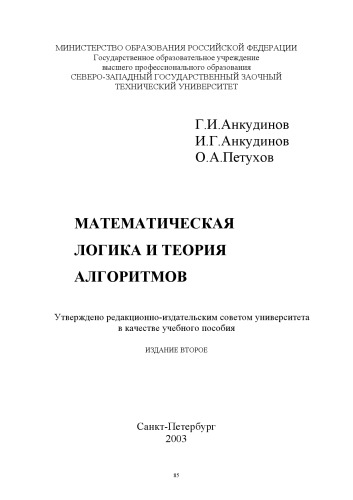 МИНИСТЕРСТВО ОБРАЗОВАНИЯ РОССИЙСКОЙ ФЕДЕРАЦИИ
Государственное образовательное учреждение
высшего профессионального образования
СЕВЕРО-ЗАПАДНЫЙ ГОСУДАРСТВЕННЫЙ ЗАОЧНЫЙ
ТЕХНИЧЕСКИЙ УНИВЕРСИТЕТ
Г.И.Анкудинов
И.Г.Анкудинов
О.А.Петухов
МАТЕМАТИЧЕСКАЯ
ЛОГИКА И ТЕОРИЯ
АЛГОРИТМОВ
Утверждено редакционно-издательским советом университета
в качестве учебного пособия
ИЗДАНИЕ ВТОРОЕ
Санкт-Петербург
2003
85